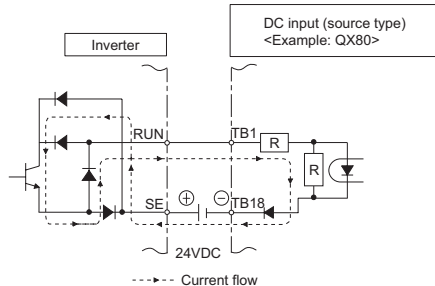 DC input (source type)
<Example: QX80>
Inverter
RUN
TB1
R
R
SE
+
−
TB18
24VDC
Current flow